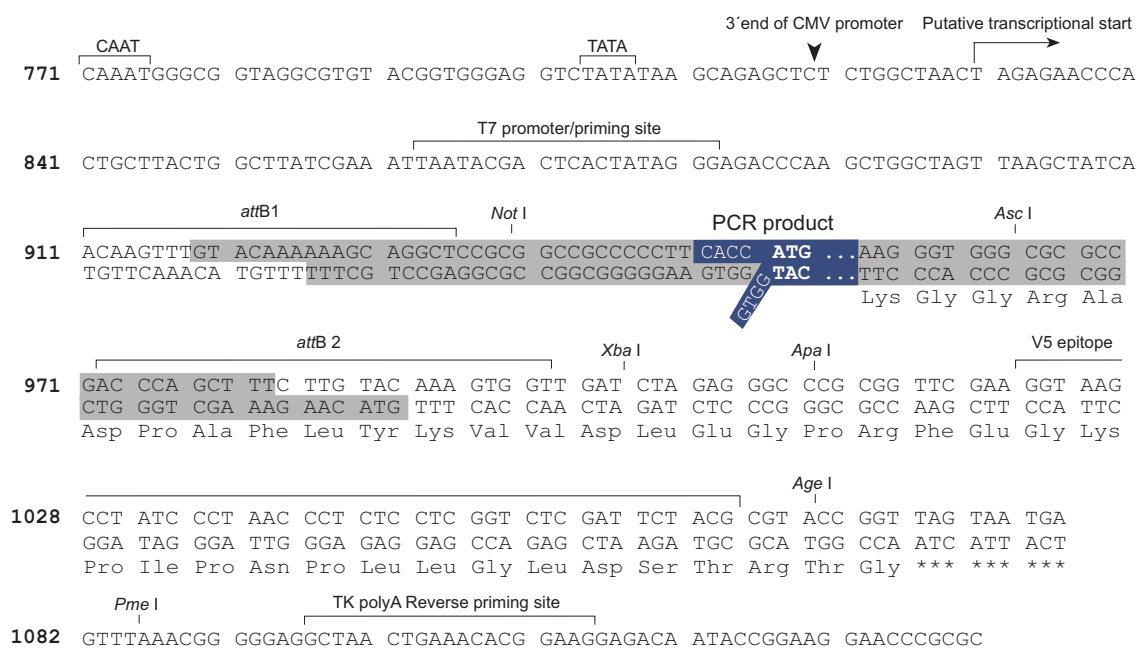 CAAT TATA 3´end of CMV promoter Putative transcriptional start
771 CAAATGGGCG GTAGGCGTGT ACGGTGGGAG GTCTATATAA GCAGAGCTCT CTGGCTAACT AGAGAACCCA
T7 promoter/priming site
841 CTGCTTACTG GCTTATCGAA ATTAATACGA CTCACTATAGG GAGACCCAA GCTGGCTAGT TAAGCTATCA
attB1 Not I PCR product Asc I
911 ACAAGTTTGT ACAAAAAAGC AGGCTCCGCG GCCGCCCCCTT CACC ATG ... AAG GGT GGG CGC GCC
TGTTCAAACA TGTTTTTTCG TCCGAGGCGC CGGCGGGGGAA GTGG TAC ... TTC CCA CCC GCG CGG
GTGG
Lys Gly Gly Arg Ala
attB 2 Xba I Apa I V5 epitope
971 GAC CCA GCT TTC TTG TAC AAA GTG GTT GAT CTA GAG GGC CCG CGG TTC GAA GGT AAG
CTG GGT CGA AAG AAC ATG TTT CAC CAA CTA GAT CTC CCG GGC GCC AAG CTT CCA TTC
Asp Pro Ala Phe Leu Tyr Lys Val Val Asp Leu Glu Gly Pro Arg Phe Glu Gly Lys
Age I
1028 CCT ATC CCT AAC CCT CTC CTC GGT CTC GAT TCT ACG CGT ACC GGT TAG TAA TGA
GGA TAG GGA TTG GGA GAG GAG CCA GAG CTA AGA TGC GCA TGG CCA ATC ATT ACT
Pro Ile Pro Asn Pro Leu Leu Gly Leu Asp Ser Thr Arg Thr Gly *** *** ***
Pme I TK polyA Reverse priming site
1082 GTTTAAACGG GGGAGGCTAA CTGAAACACGG AAGGAGACA ATACCGGAAG GAACCCGCGC